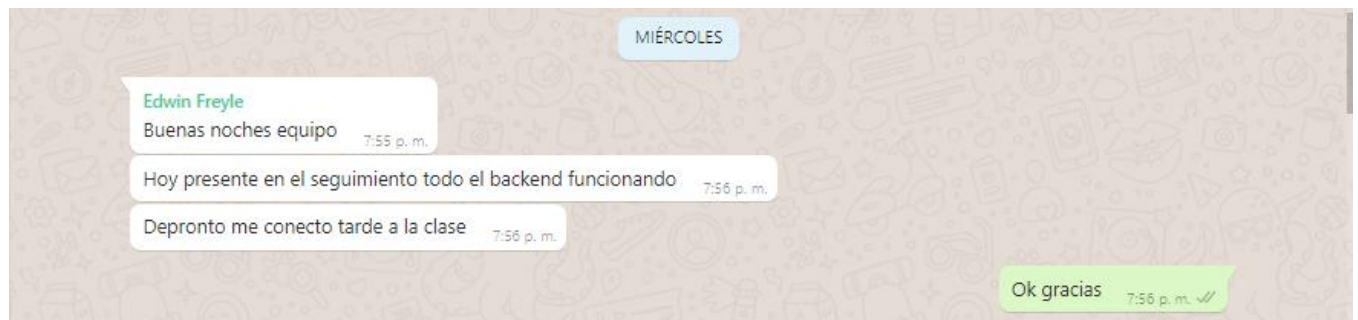 MIÉRCOLES
Edwin Freyle
Buenas noches equipo 7:55 p. m.
Hoy presente en el seguimiento todo el backend funcionando 7:56 p. m.
Depronto me conecto tarde a la clase 7:56 p. m.
Ok gracias 7:56 p. m.